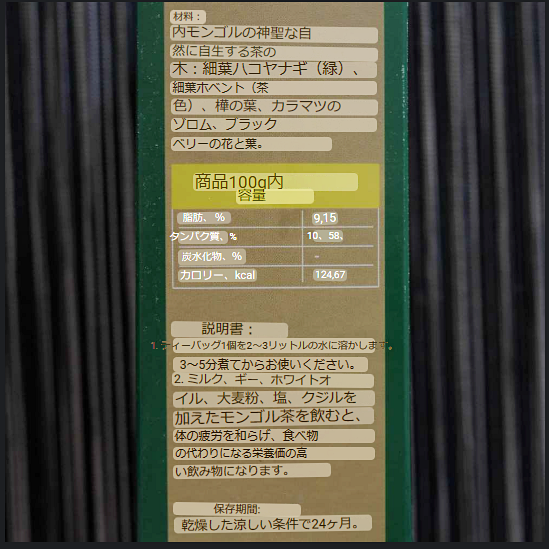 材料：
内モンゴルの神聖な自
然に自生する茶の
木：細葉ハコヤナギ（緑）、
細葉ホベント（茶
色）、樺の葉、カラマツの
ゾロム、ブラック
ベリーの花と葉。
商品100g内
容量
脂肪、% 9,15
タンパク質、% 10、58、
炭水化物、% -
カロリー、kcal 124,67
説明書：
1. ティーバッグ1個を2〜3リットルの水に溶かします。
3〜5分煮てからお使いください。
2. ミルク、ギー、ホワイトオ
イル、大麦粉、塩、クジルを
加えたモンゴル茶を飲むと、
体の疲労を和らげ、食べ物
の代わりになる栄養価の高
い飲み物になります。
保存期間:
乾燥した涼しい条件で24ヶ月。